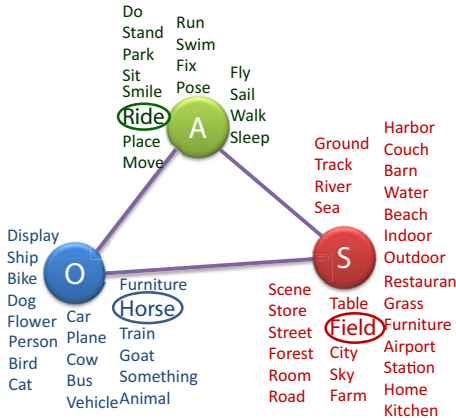 Do
Stand
Park
Sit
Smile
Ride
Place
Move
Run
Swim
Fix
Pose
Fly
Sail
Walk
Sleep
A
Ground
Track
River
Sea
Harbor
Couch
Barn
Water
Beach
Indoor
Outdoor
Restauran
Grass
Furniture
Airport
Station
Home
Kitchen
S
Scene
Store
Street
Forest
Room
Road
Table
Field
City
Sky
Farm
O
Display
Ship
Bike
Dog
Flower
Person
Bird
Cat
Car
Plane
Cow
Bus
Vehicle
Furniture
Horse
Train
Goat
Something
Animal